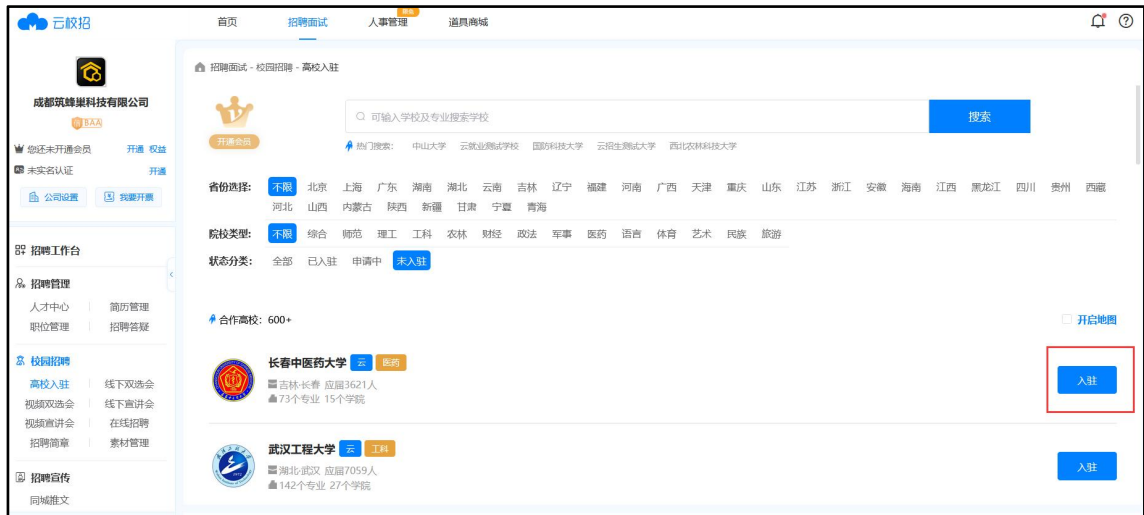 云校招
首页 招聘面试 人事管理 道具商城
招聘面试 - 校园招聘 - 高校入驻
成都筑蜂巢科技有限公司
BAA
您还未开通会员 开通 权益
未实名认证 开通
公司设置 我要开票
招聘工作台
招聘管理
人才中心 简历管理
职位管理 招聘答疑
校园招聘
高校入驻 线下双选会
视频双选会 线下宣讲会
视频宣讲会 在线招聘
招聘简章 素材管理
招聘宣传
同城推文
开通会员
可输入学校及专业搜索学校 搜索
热门搜索: 中山大学 云就业测试学校 国防科技大学 云招生测试大学 西北农林科技大学
省份选择: 不限 北京 上海 广东 湖南 湖北 云南 吉林 辽宁 福建 河南 广西 天津 重庆 山东 江苏 浙江 安徽 海南 江西 黑龙江 四川 贵州 西藏
河北 山西 内蒙古 陕西 新疆 甘肃 宁夏 青海
院校类型: 不限 综合 师范 理工 工科 农林 财经 政法 军事 医药 语言 体育 艺术 民族 旅游
状态分类: 全部 已入驻 申请中 未入驻
合作高校: 600+ 开启地图
长春中医药大学 云 医药
吉林-长春 应届3621人
73个专业 15个学院
入驻
武汉工程大学 云 工科
湖北-武汉 应届7059人
142个专业 27个学院
入驻